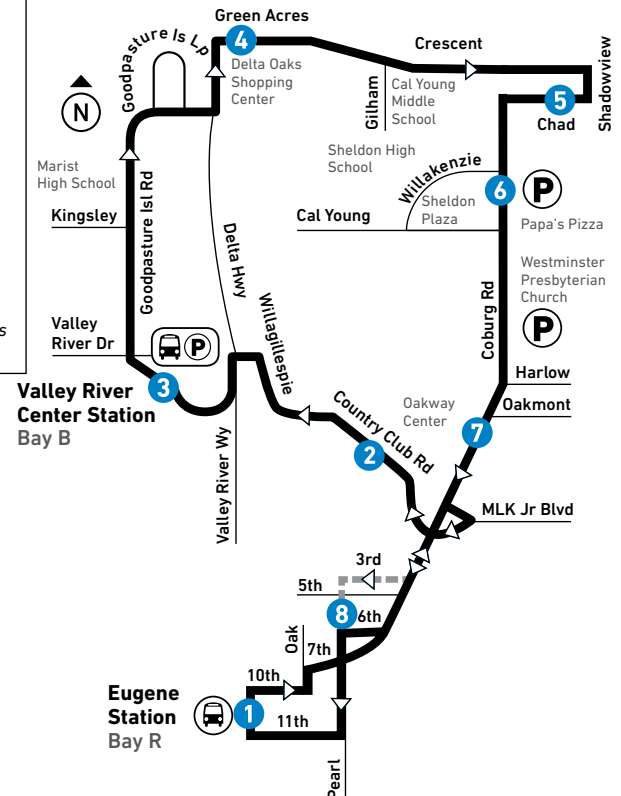 Green Acres
4
Goodpasture Is Lp
Delta Oaks
Shopping
Center
Crescent
Gilham
Cal Young
Middle
School
5
Chad
Shadowview
N
Sheldon High
School
Willakenzie
6
P
Sheldon
Plaza
Papa's Pizza
Marist
High School
Kingsley
Goodpasture Isl Rd
Cal Young
Delta Hwy
Westminster
Presbyterian
Church
P
Coburg Rd
s
Valley
River Dr
P
Willagillespie
Harlow
Oakmont
3
Valley River
Center Station
Bay B
Country Club Rd
Oakway
Center
7
2
Valley River Wy
MLK Jr Blvd
3rd
5th
8
6th
Oak
7th
10th
Eugene
Station
Bay R
1
11th
Pearl